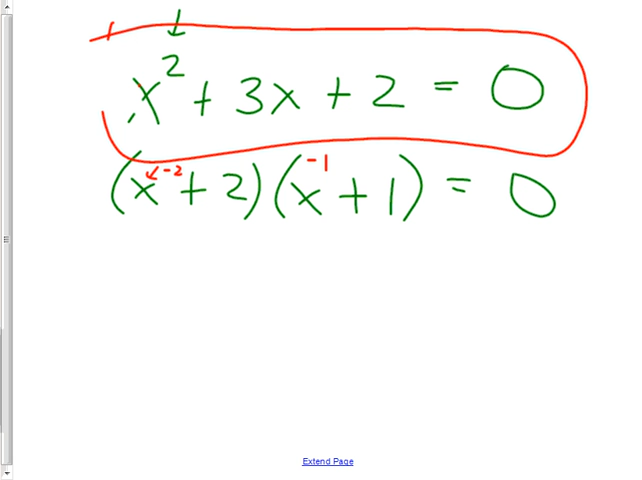 x² + 3x + 2 = 0
-2 -1
(x + 2)(x + 1) = 0
Extend Page